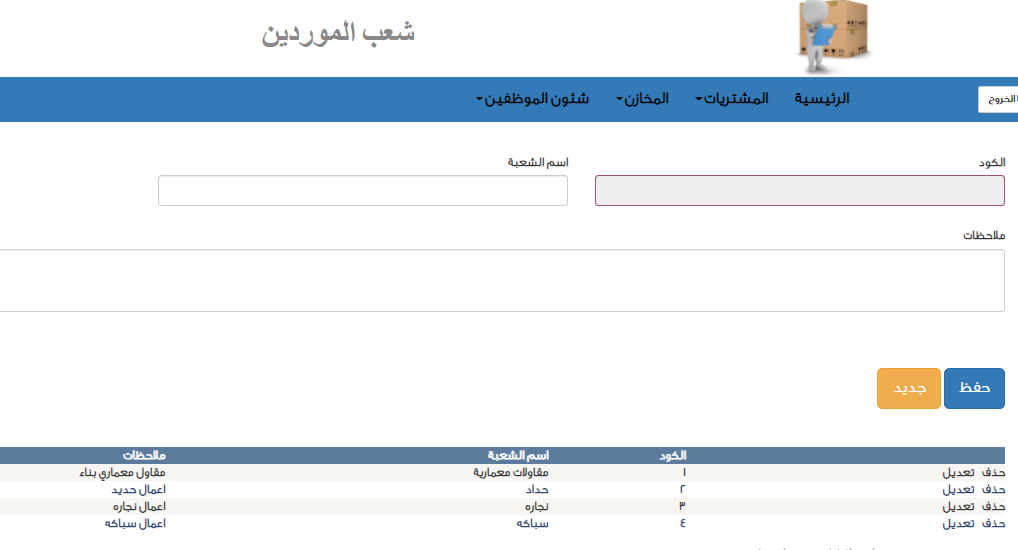 شعب الموردين
الخروج
الرئيسية المشتريات المخازن شئون الموظفين
الكود اسم الشعبة
ملاحظات
حفظ جديد
الكود اسم الشعبة ملاحظات
حذف تعديل ١ مقاولات معمارية مقاول معماري بناء
حذف تعديل ٢ حداد اعمال حديد
حذف تعديل ٣ نجاره اعمال نجاره
حذف تعديل ٤ سباكه اعمال سباكه